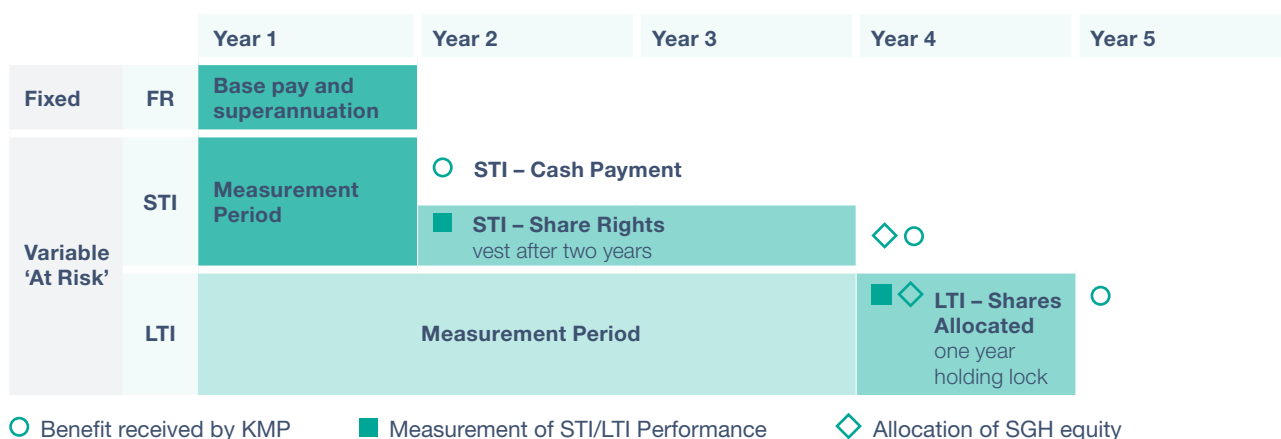 Year 1
Year 2
Year 3
Year 4
Year 5
Fixed
FR
Base pay and
superannuation
Variable
‘At Risk’
STI
Measurement
Period
STI – Cash Payment
STI – Share Rights
vest after two years
LTI
Measurement Period
LTI – Shares
Allocated
one year
holding lock
Benefit received by KMP
Measurement of STI/LTI Performance
Allocation of SGH equity